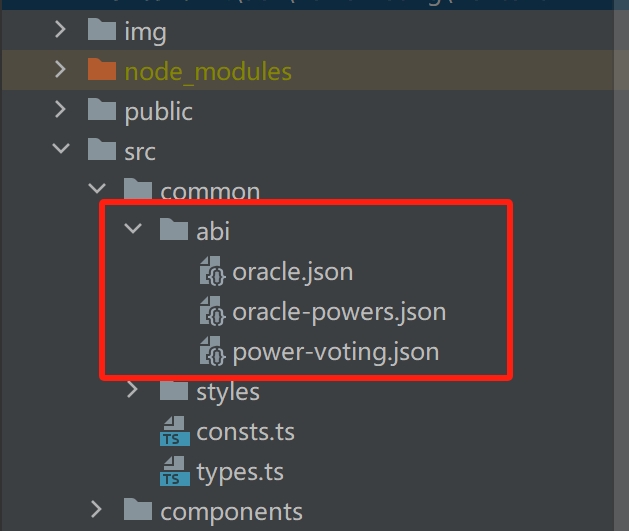 img
node_modules
public
src
common
abi
oracle.json
oracle-powers.json
power-voting.json
styles
TS consts.ts
TS types.ts
components